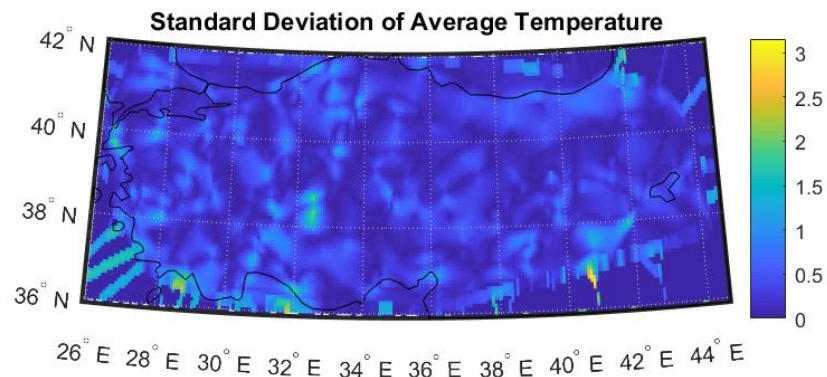 Standard Deviation of Average Temperature
42° N
40° N
38° N
36° N
26° E 28° E 30° E 32° E 34° E 36° E 38° E 40° E 42° E 44° E
3
2.5
2
1.5
1
0.5
0